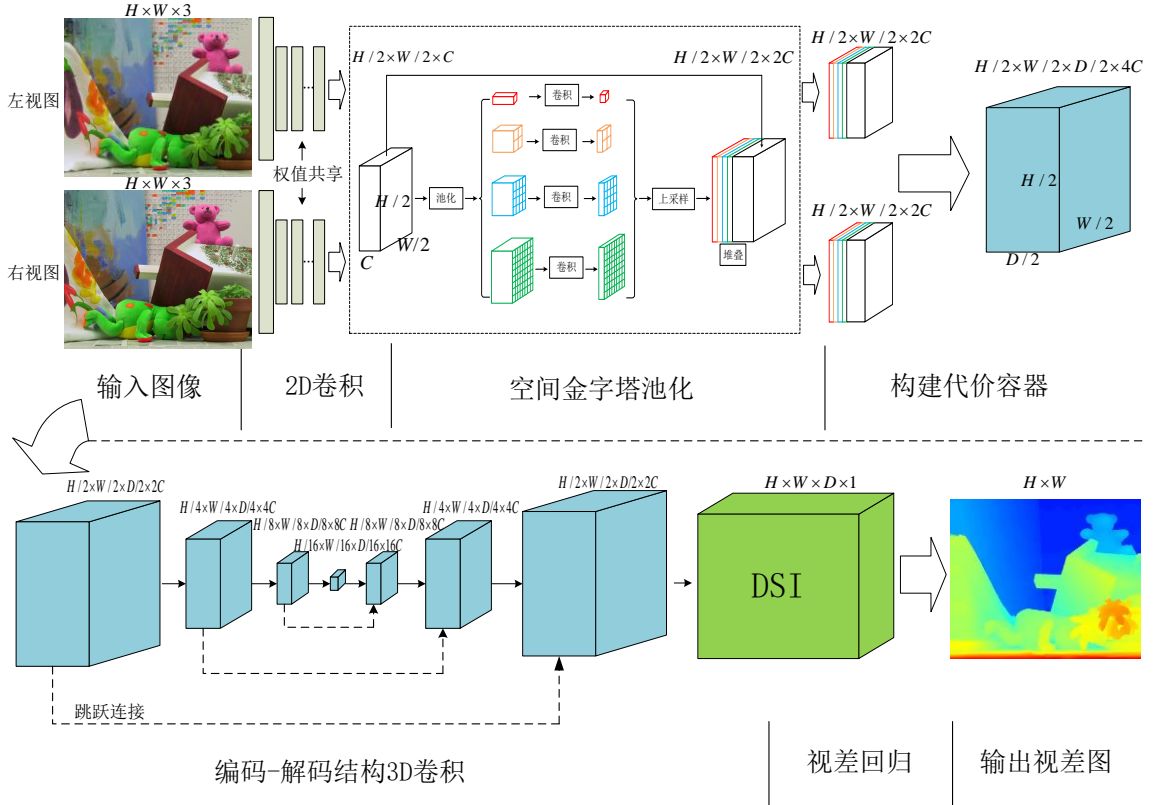 H×W×3
左视图
权值共享
H×W×3
右视图
H/2×W/2×C
H/2×W/2×2C
H/2
W/2
C
池化
卷积
卷积
卷积
卷积
上采样
堆叠
H/2×W/2×2C
H/2×W/2×2C
H/2×W/2×D/2×4C
H/2
W/2
D/2
输入图像
2D卷积
空间金字塔池化
构建代价容器
H/2×W/2×D/2×2C
H/4×W/4×D/4×4C
H/8×W/8×D/8×8C
H/16×W/16×D/16×16C
H/8×W/8×D/8×8C
H/4×W/4×D/4×4C
H/2×W/2×D/2×2C
H×W×D×1
H×W
DSI
跳跃连接
编码-解码结构3D卷积
视差回归
输出视差图